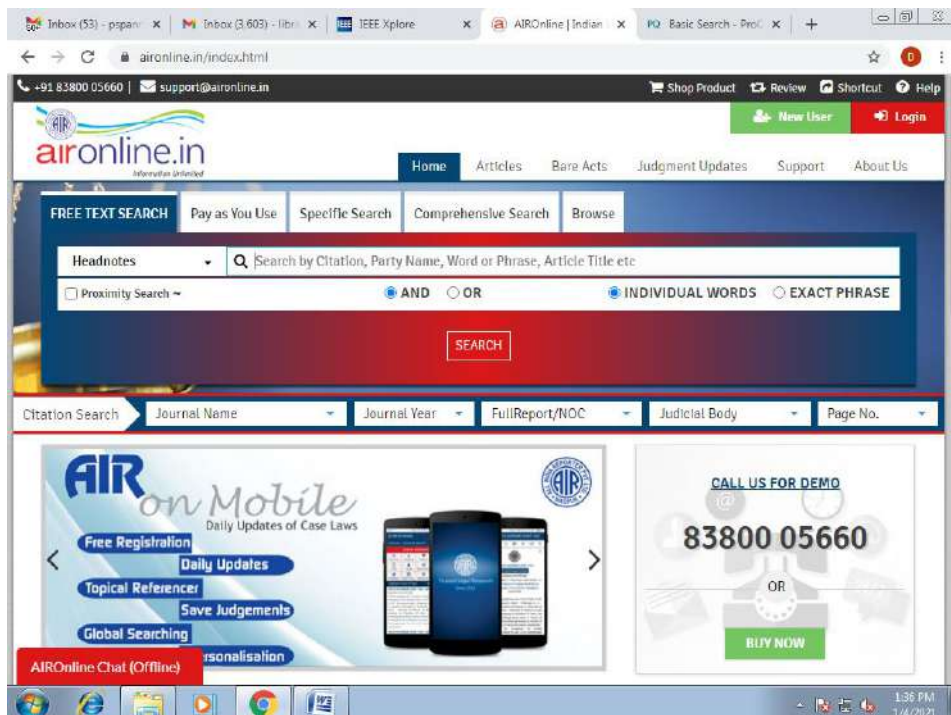 Inbox (53) - pspan
Inbox (3,603) - libr
IEEE Xplore
AIROnline | Indian
Basic Search - Pro
aironline.in/index.html
+91 83800 05660 | support@aironline.in
Shop Product Review Shortcut Help
New User Login
AIR
aironline.in
Information Unlimited
Home Articles Bare Acts Judgment Updates Support About Us
FREE TEXT SEARCH Pay as You Use Specific Search Comprehensive Search Browse
Headnotes Search by Citation, Party Name, Word or Phrase, Article Title etc
Proximity Search ~ AND OR INDIVIDUAL WORDS EXACT PHRASE
SEARCH
Citation Search Journal Name Journal Year FullReport/NOC Judicial Body Page No.
AIR
on Mobile
Daily Updates of Case Laws
Free Registration
Daily Updates
Topical Referencer
Save Judgements
Global Searching
ersonalisation
AIR
CALL US FOR DEMO
83800 05660
OR
BUY NOW
AIROnline Chat (Offline)
1:36 PM
1/4/2021